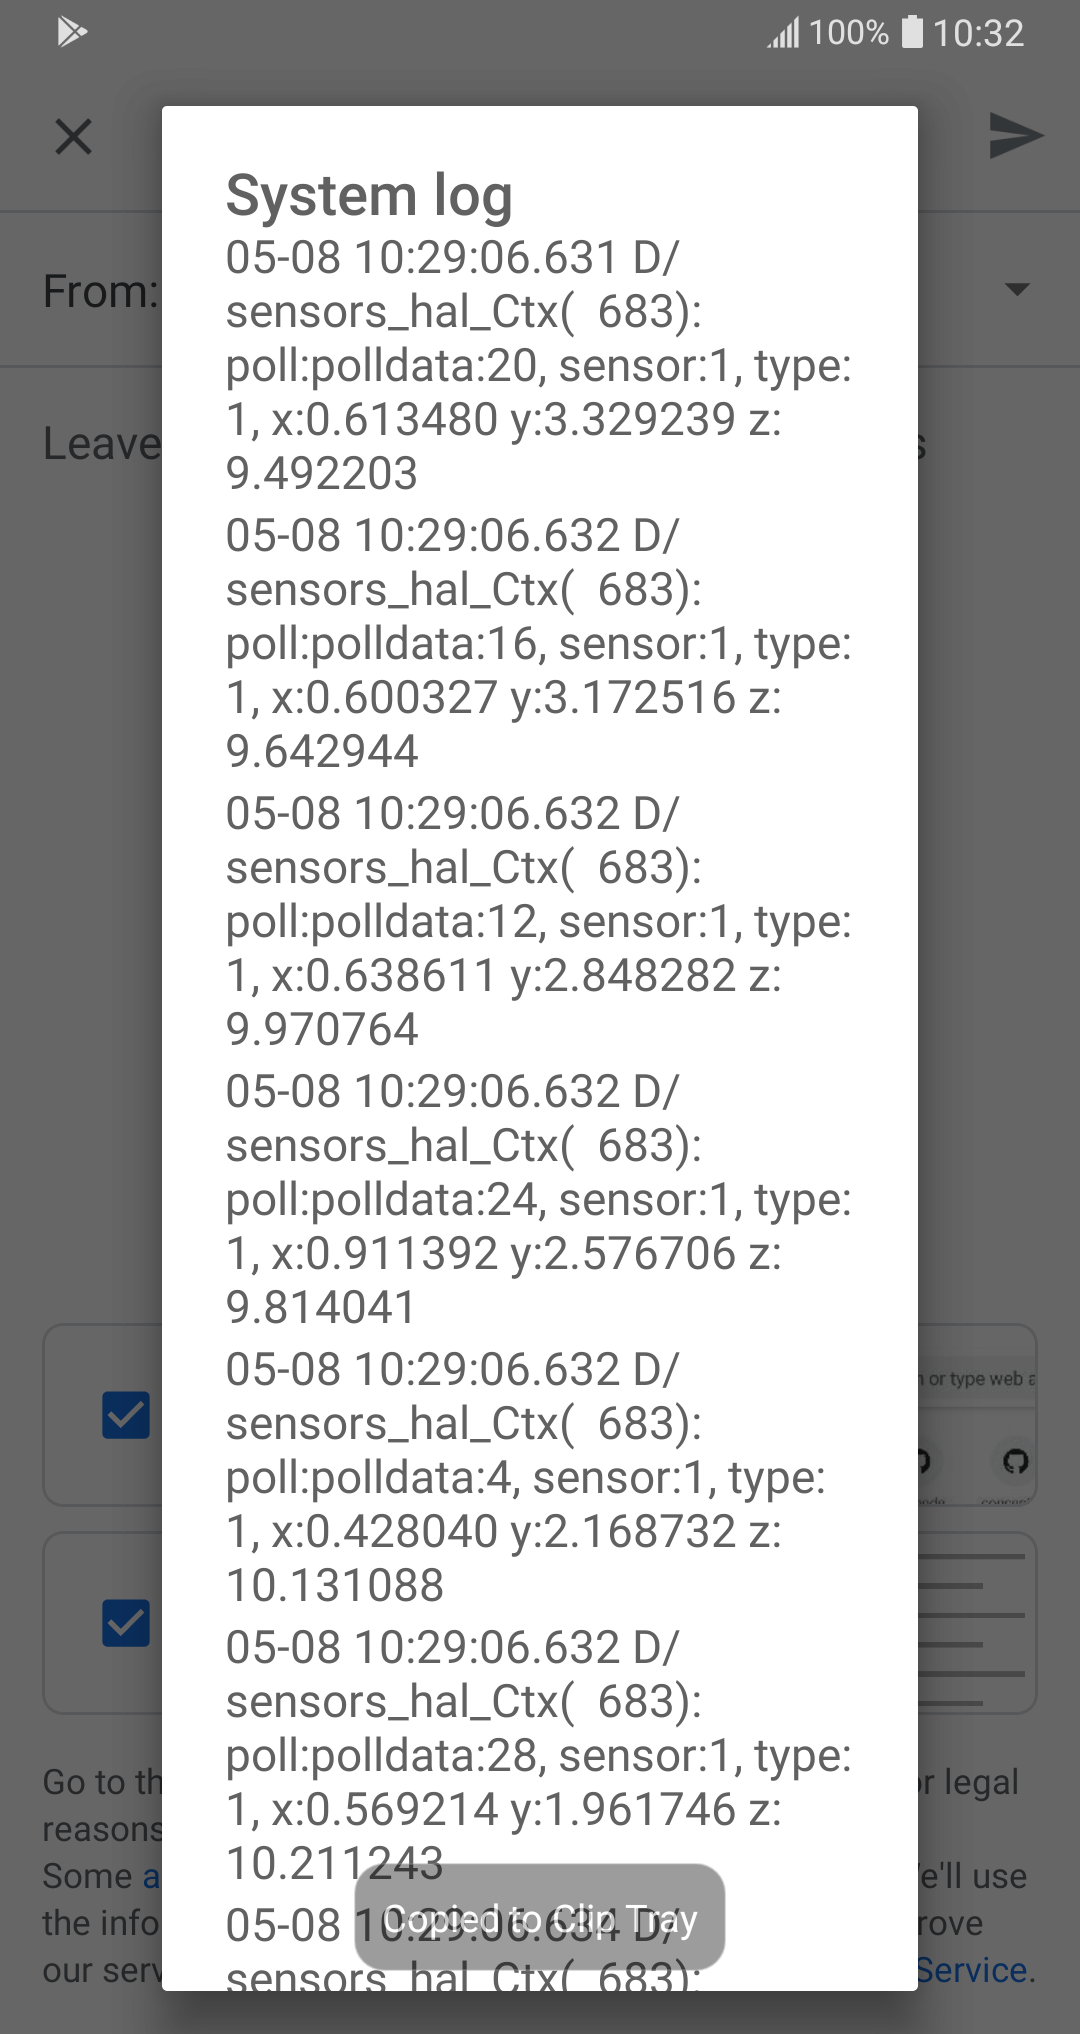 100% 10:32
System log
From:
05-08 10:29:06.631 D/
sensors_hal_Ctx(  683):
poll:polldata:20, sensor:1, type:
1, x:0.613480 y:3.329239 z:
9.492203
Leave
05-08 10:29:06.632 D/
sensors_hal_Ctx(  683):
poll:polldata:16, sensor:1, type:
1, x:0.600327 y:3.172516 z:
9.642944
05-08 10:29:06.632 D/
sensors_hal_Ctx(  683):
poll:polldata:12, sensor:1, type:
1, x:0.638611 y:2.848282 z:
9.970764
05-08 10:29:06.632 D/
sensors_hal_Ctx(  683):
poll:polldata:24, sensor:1, type:
1, x:0.911392 y:2.576706 z:
9.814041
05-08 10:29:06.632 D/
sensors_hal_Ctx(  683):
poll:polldata:4, sensor:1, type:
1, x:0.428040 y:2.168732 z:
10.131088
05-08 10:29:06.632 D/
sensors_hal_Ctx(  683):
poll:polldata:28, sensor:1, type:
1, x:0.569214 y:1.961746 z:
10.211243
05-08 10:29:06.634 D/
sensors_hal_Ctx(  683):
Copied to Clip Tray
or type web a
Go to th
r legal
reasons
Some a
e'll use
the info
rove
our serv
Service.